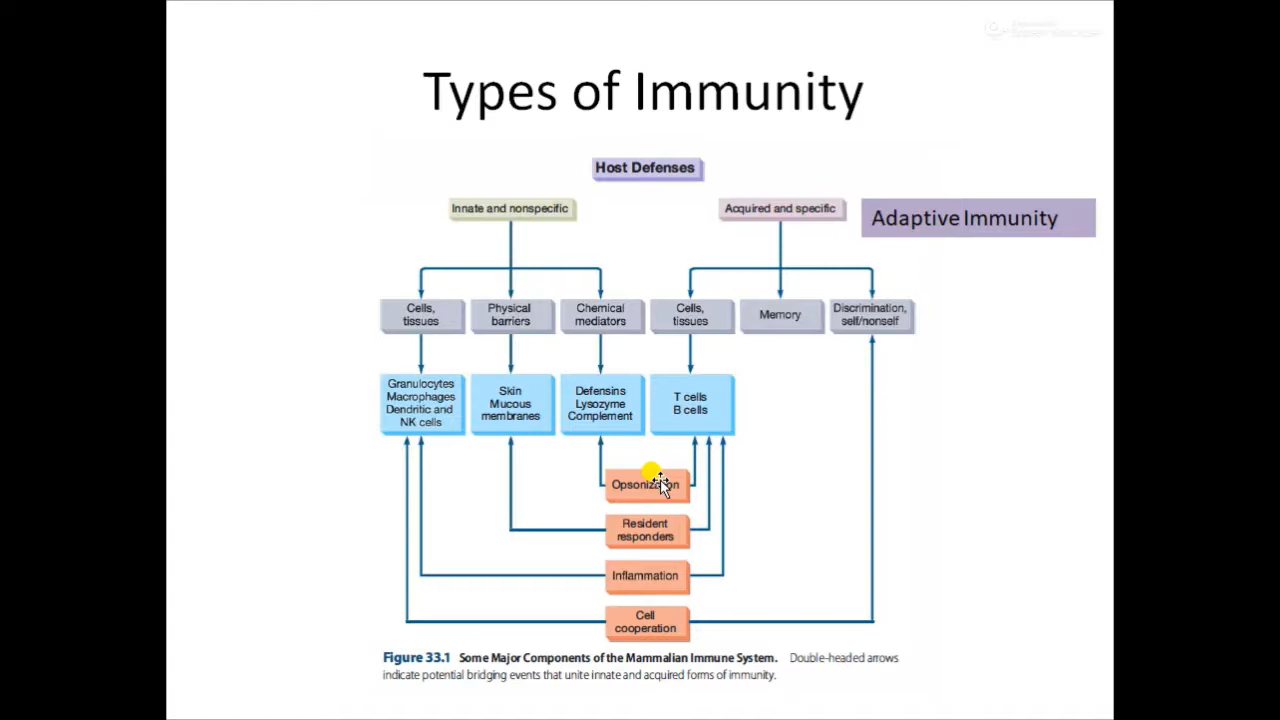 Types of Immunity
Host Defenses
Innate and nonspecific
Acquired and specific
Adaptive Immunity
Cells,
tissues
Physical
barriers
Chemical
mediators
Cells,
tissues
Memory
Discrimination,
self/nonself
Granulocytes
Macrophages
Dendritic and
NK cells
Skin
Mucous
membranes
Defensins
Lysozyme
Complement
T cells
B cells
Opsonization
Resident
responders
Inflammation
Cell
cooperation
Figure 33.1 Some Major Components of the Mammalian Immune System. Double-headed arrows
indicate potential bridging events that unite innate and acquired forms of immunity.